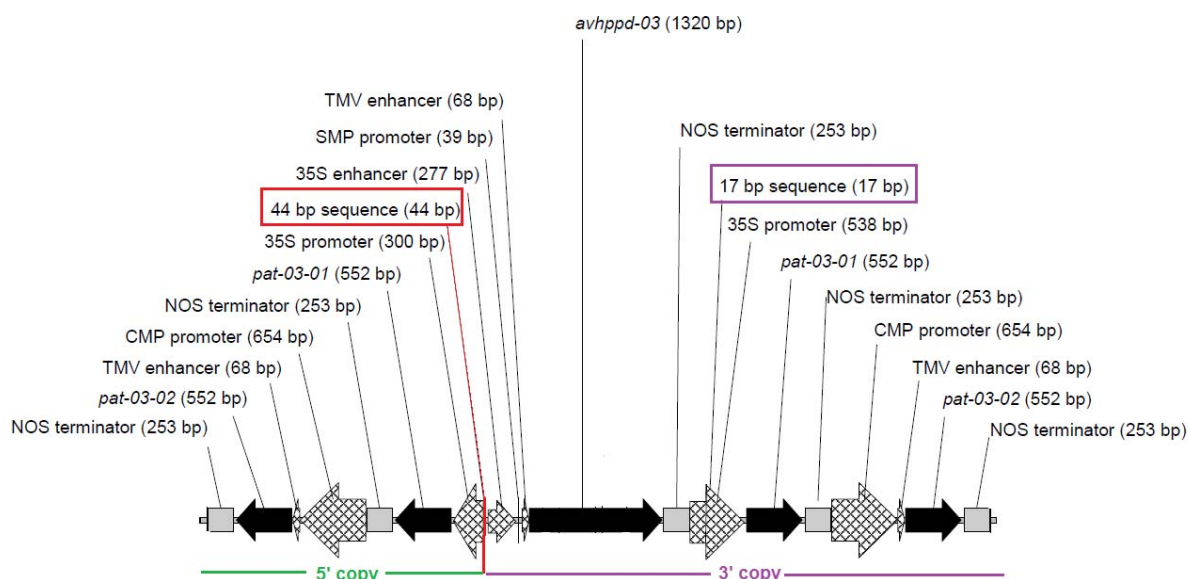 avhppd-03 (1320 bp)
TMV enhancer (68 bp)
SMP promoter (39 bp)
35S enhancer (277 bp)
44 bp sequence (44 bp)
35S promoter (300 bp)
pat-03-01 (552 bp)
NOS terminator (253 bp)
CMP promoter (654 bp)
TMV enhancer (68 bp)
pat-03-02 (552 bp)
NOS terminator (253 bp)
NOS terminator (253 bp)
17 bp sequence (17 bp)
35S promoter (538 bp)
pat-03-01 (552 bp)
NOS terminator (253 bp)
CMP promoter (654 bp)
TMV enhancer (68 bp)
pat-03-02 (552 bp)
NOS terminator (253 bp)
5' copy
3' copy